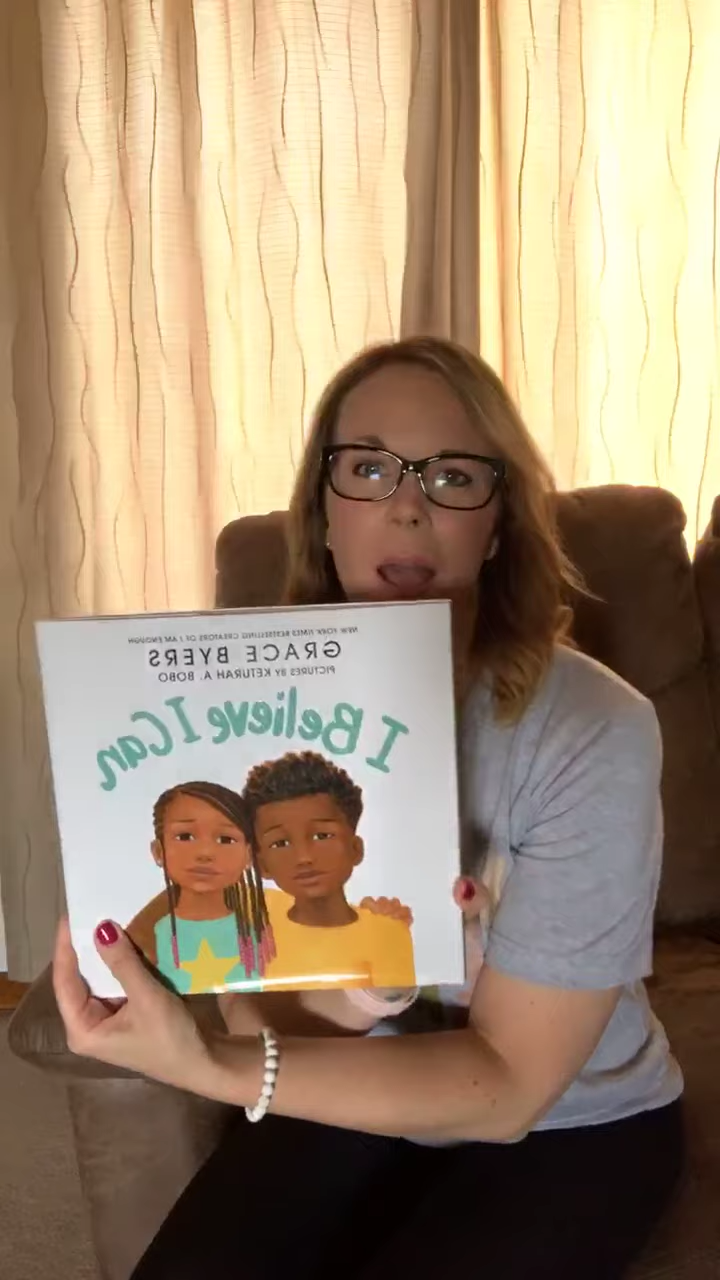 NEW YORK TIMES BESTSELLING CREATORS OF I AM ENOUGH
GRACE BYERS
PICTURES BY KETURAH A. BOBO
I Believe I Can